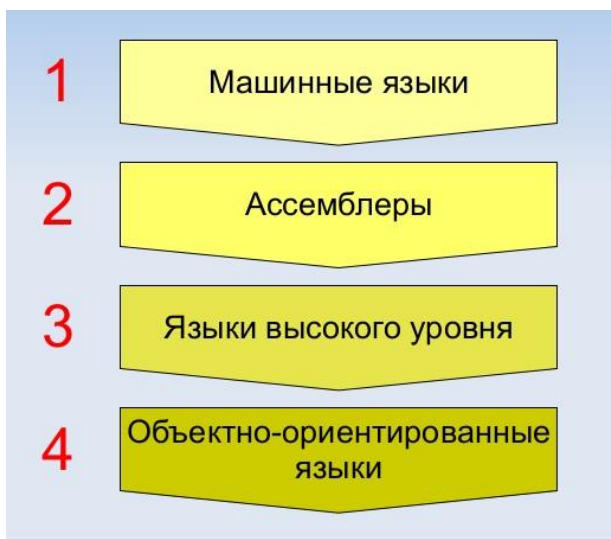 1
Машинные языки
2
Ассемблеры
3
Языки высокого уровня
4
Объектно-ориентированные
языки